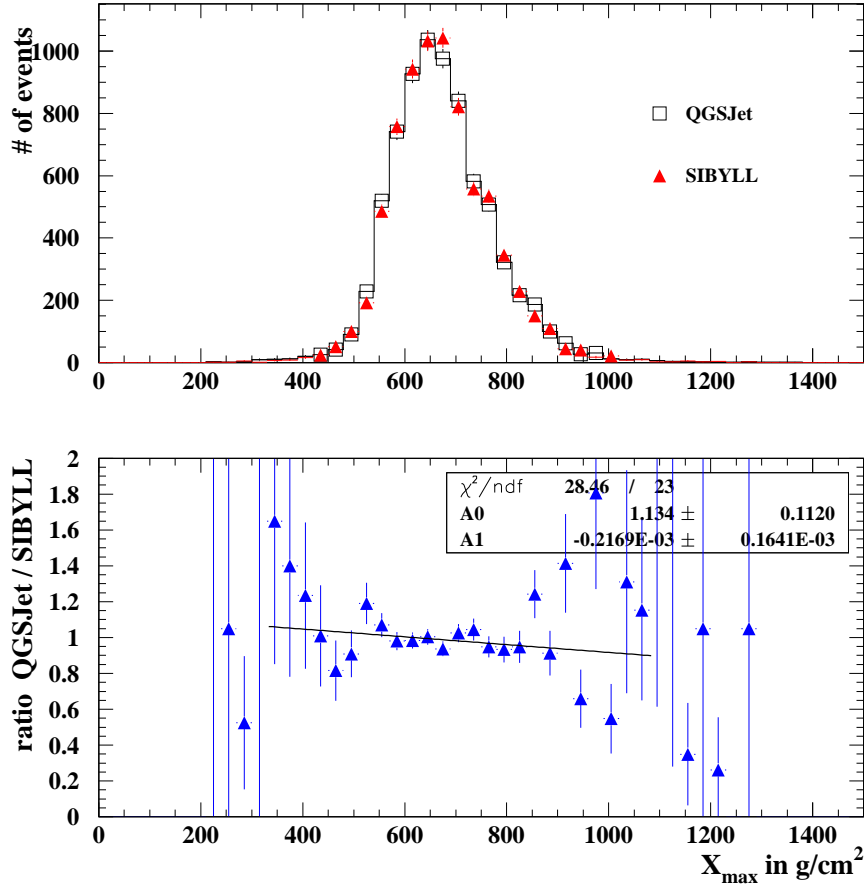 # of events
1000
800
600
400
200
0
QGSJet
SIBYLL
0 200 400 600 800 1000 1200 1400
ratio QGSJet / SIBYLL
2
1.8
1.6
1.4
1.2
1
0.8
0.6
0.4
0.2
0
χ²/ndf 28.46 / 23
A0 1.134 ± 0.1120
A1 -0.2169E-03 ± 0.1641E-03
0 200 400 600 800 1000 1200 1400
X_max in g/cm²